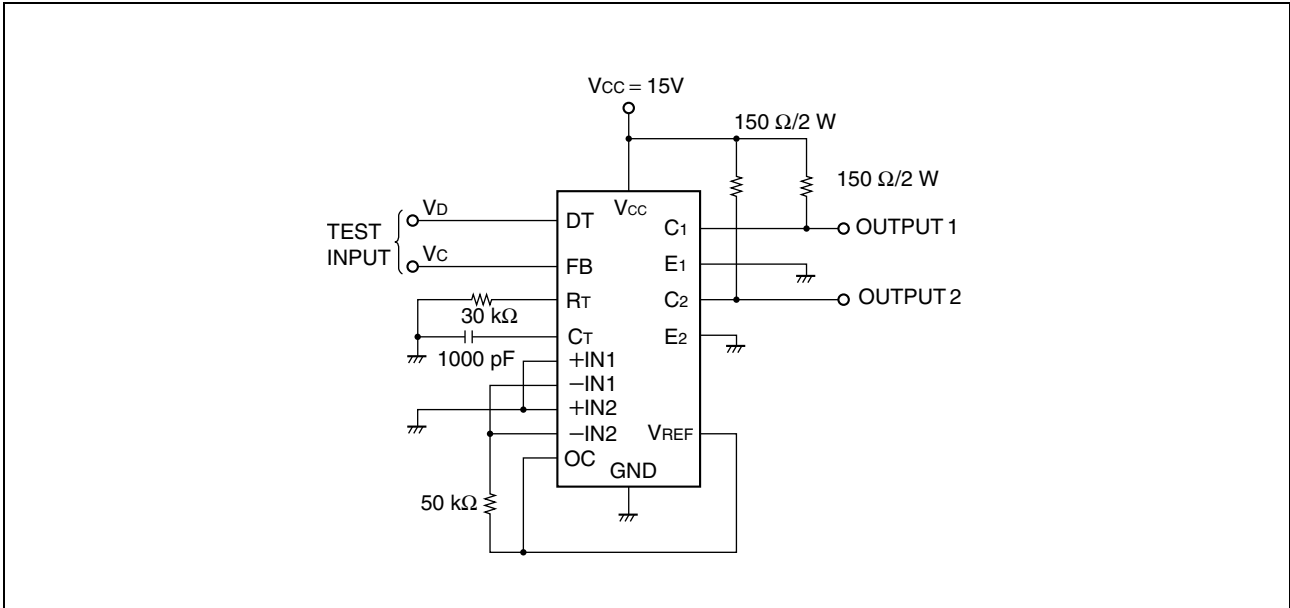 VCC = 15V
150 Ω/2 W
150 Ω/2 W
VCC
TEST
INPUT
VD
VC
DT
FB
RT
30 kΩ
CT
1000 pF
+IN1
−IN1
+IN2
−IN2
OC
50 kΩ
GND
VREF
C1
E1
C2
E2
OUTPUT 1
OUTPUT 2